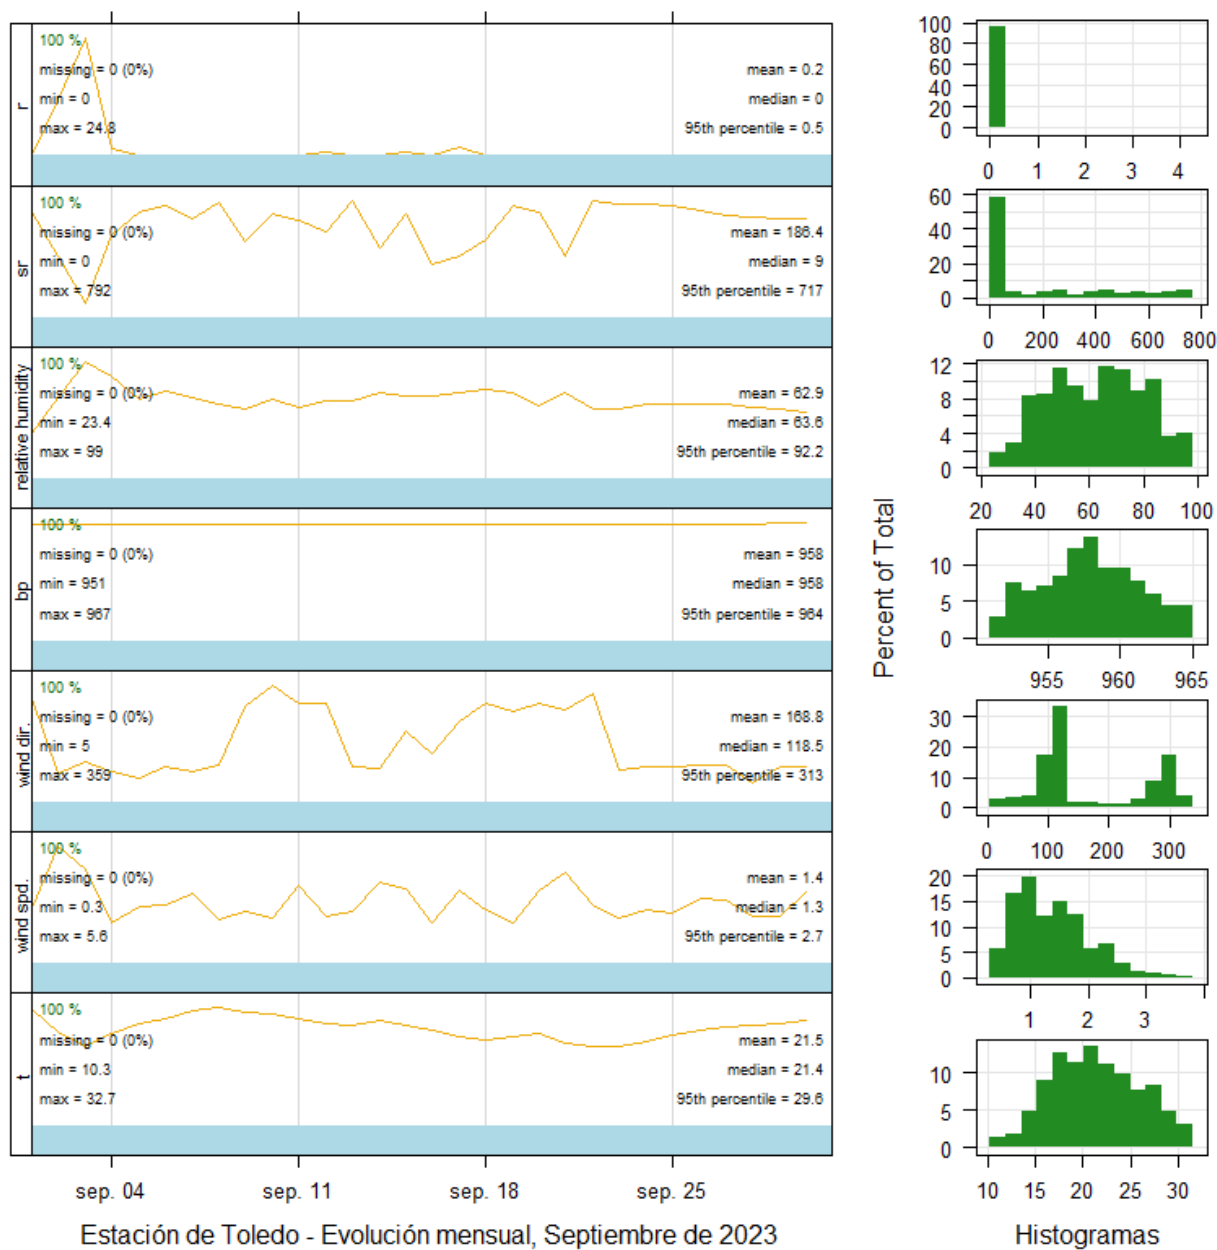 r
100 %
missing = 0 (0%)
min = 0
max = 24.8
mean = 0.2
median = 0
95th percentile = 0.5
sr
100 %
missing = 0 (0%)
min = 0
max = 792
mean = 186.4
median = 9
95th percentile = 717
relative humidity
100 %
missing = 0 (0%)
min = 23.4
max = 99
mean = 62.9
median = 63.6
95th percentile = 92.2
bp
100 %
missing = 0 (0%)
min = 951
max = 967
mean = 958
median = 958
95th percentile = 964
wind dir.
100 %
missing = 0 (0%)
min = 5
max = 359
mean = 168.8
median = 118.5
95th percentile = 313
wind spd.
100 %
missing = 0 (0%)
min = 0.3
max = 5.6
mean = 1.4
median = 1.3
95th percentile = 2.7
t
100 %
missing = 0 (0%)
min = 10.3
max = 32.7
mean = 21.5
median = 21.4
95th percentile = 29.6
sep. 04 sep. 11 sep. 18 sep. 25
Estación de Toledo - Evolución mensual, Septiembre de 2023
Percent of Total
100
80
60
40
20
0
0 1 2 3 4
60
40
20
0
0 200 400 600 800
12
8
4
0
20 40 60 80 100
10
5
0
955 960 965
30
20
10
0
0 100 200 300
20
15
10
5
0
1 2 3
10
5
0
10 15 20 25 30
Histogramas